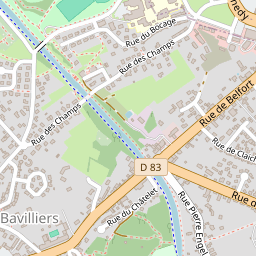 Rue du Bocage
Rue des Champs
Rue des Champs
Rue de Belfort
Rue de Claic
D 83
Bavilliers
Rue du Châtelet
Rue Pierre Engel